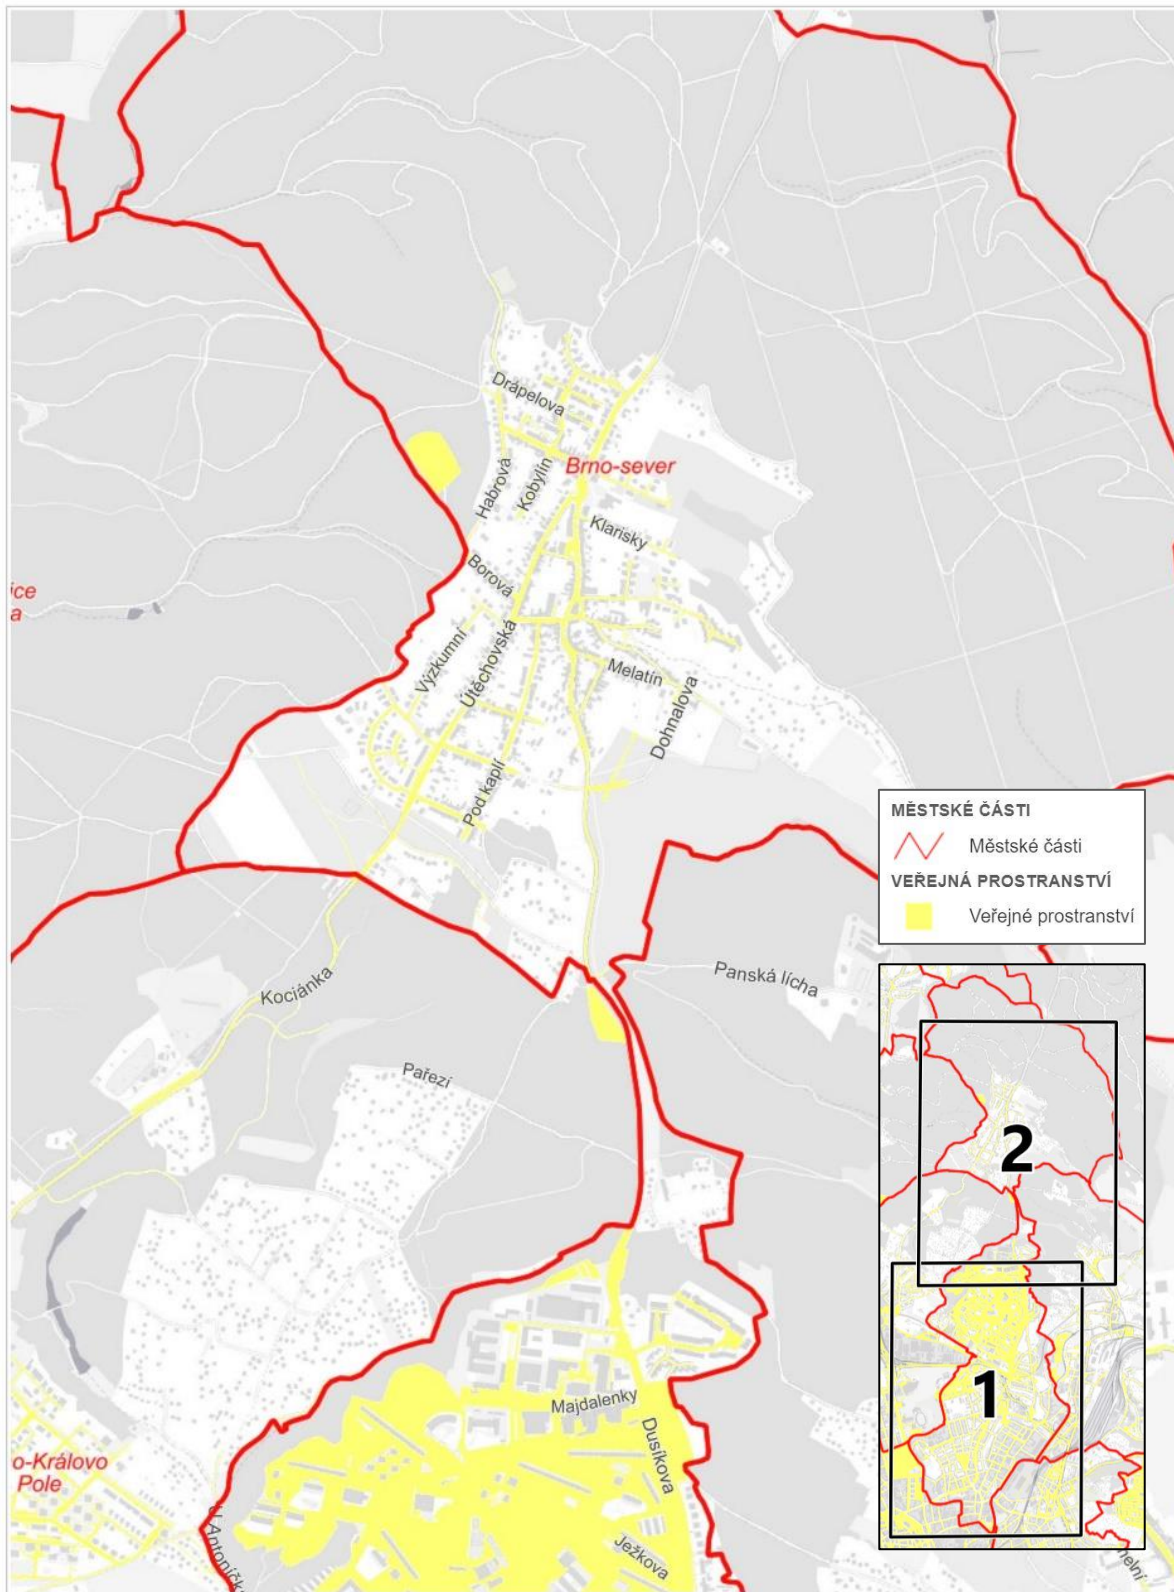 Drápelova
Brno-sever
Habrová
Kobylín
Klarisky
Borová
ice
a
Výzkumní
Útěchovská
Melatín
Dohnalova
Pod kaplí
MĚSTSKÉ ČÁSTI
Městské části
VEŘEJNÁ PROSTRANSTVÍ
Veřejné prostranství
Panská lícha
Kociánka
Pařezí
2
1
Majdalenky
Dusíkova
o-Královo
Pole
Ježkova